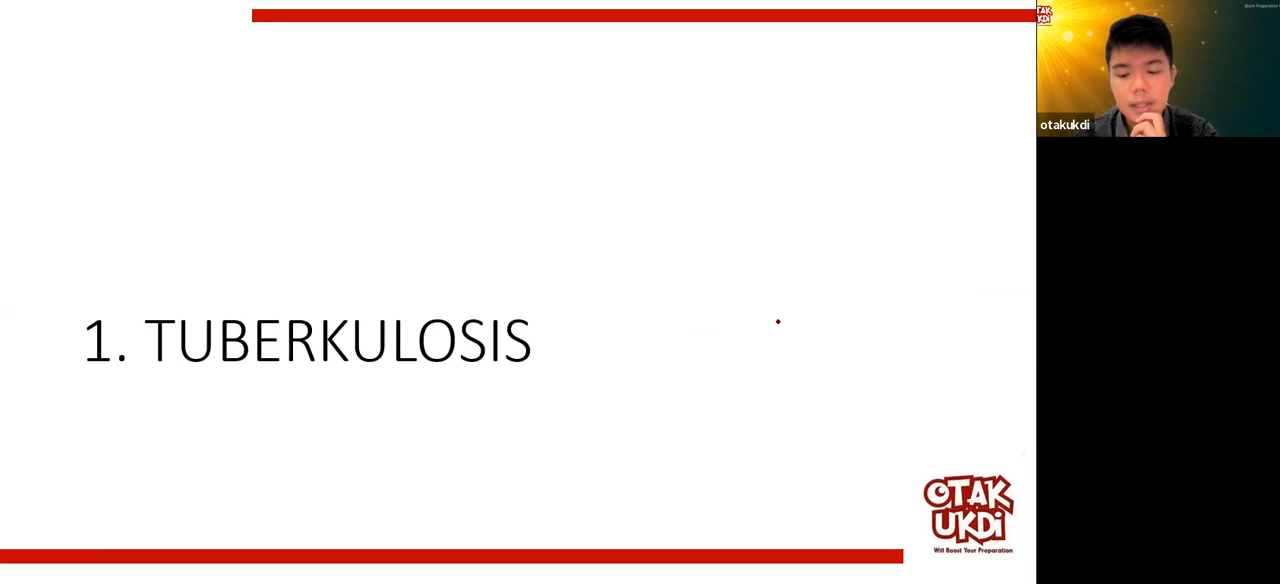 1. TUBERKULOSIS
OTAK
UKDi
Will Boost Your Preparation
otakukdi